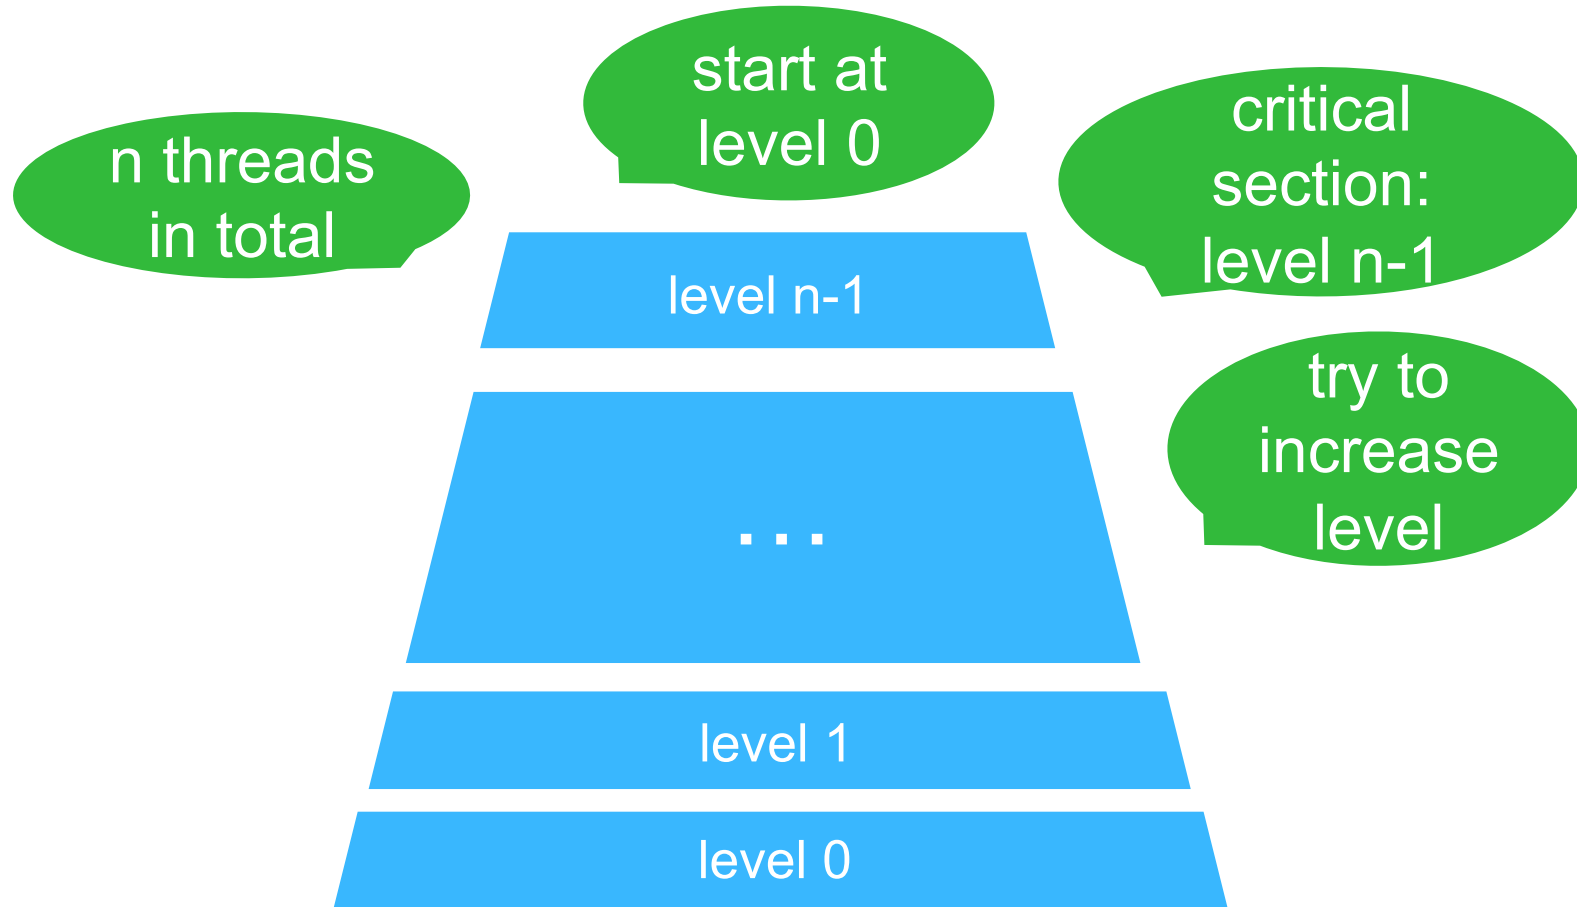 start at
level 0
n threads
in total
critical
section:
level n-1
level n-1
try to
increase
level
...
level 1
level 0